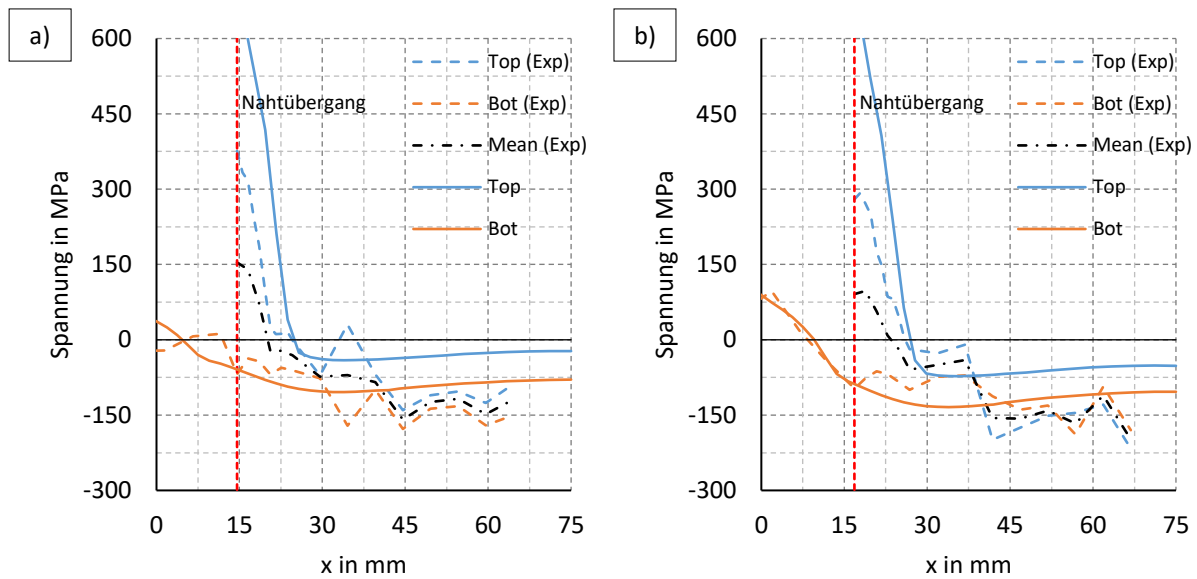 a)
Spannung in MPa
600
450
300
150
0
-150
-300
0 15 30 45 60 75
x in mm
Nahtübergang
Top (Exp)
Bot (Exp)
Mean (Exp)
Top
Bot
b)
Spannung in MPa
600
450
300
150
0
-150
-300
0 15 30 45 60 75
x in mm
Nahtübergang
Top (Exp)
Bot (Exp)
Mean (Exp)
Top
Bot